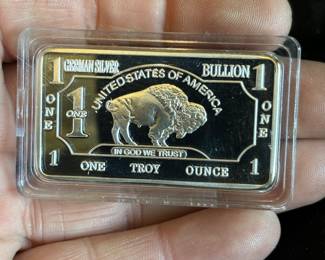 1 GERMAN SILVER BULLION 1
ONE 1 ONE UNITED STATES OF AMERICA ONE
IN GOD WE TRUST
1 ONE TROY OUNCE 1